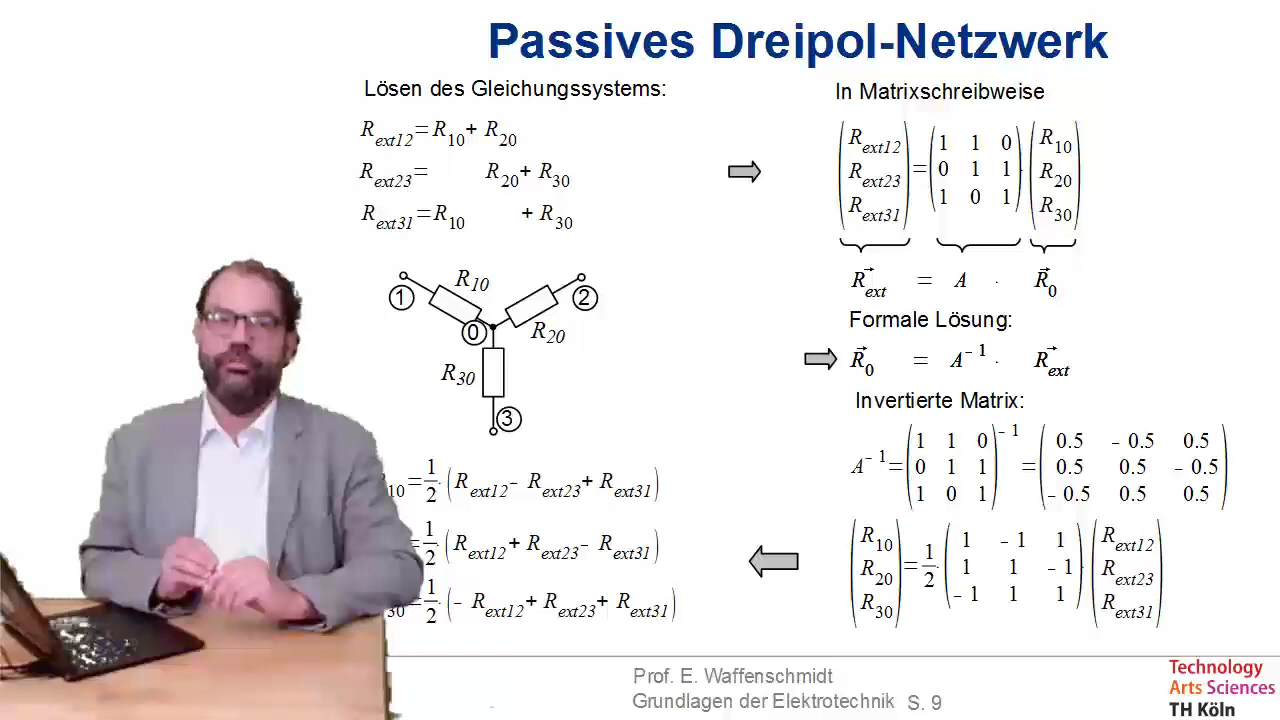 Passives Dreipol-Netzwerk
Lösen des Gleichungssystems:
R_ext12 = R_10 + R_20
R_ext23 = R_20 + R_30
R_ext31 = R_10 + R_30
1 R_10 2
0 R_20
R_30
3
_10 = 1/2 · (R_ext12 - R_ext23 + R_ext31)
= 1/2 · (R_ext12 + R_ext23 - R_ext31)
_30 = 1/2 · (- R_ext12 + R_ext23 + R_ext31)
In Matrixschreibweise
(R_ext12) = (1 1 0) · (R_10)
(R_ext23) (0 1 1) (R_20)
(R_ext31) (1 0 1) (R_30)
R⃗_ext = A · R⃗_0
Formale Lösung:
R⃗_0 = A^-1 · R⃗_ext
Invertierte Matrix:
A^-1 = (1 1 0)^-1 = (0.5 -0.5 0.5)
(0 1 1) (0.5 0.5 -0.5)
(1 0 1) (-0.5 0.5 0.5)
(R_10) = 1/2 · (1 -1 1) · (R_ext12)
(R_20) (1 1 -1) (R_ext23)
(R_30) (-1 1 1) (R_ext31)
Prof. E. Waffenschmidt
Grundlagen der Elektrotechnik S. 9
Technology
Arts Sciences
TH Köln